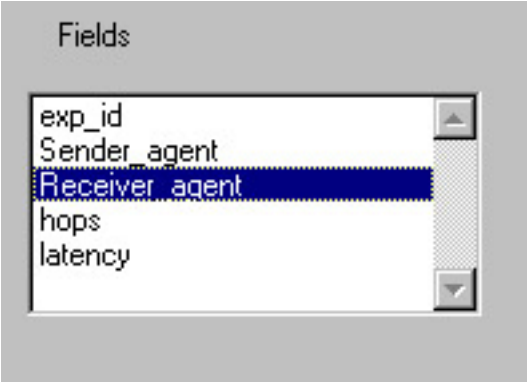 Fields
exp_id
Sender_agent
Receiver_agent
hops
latency